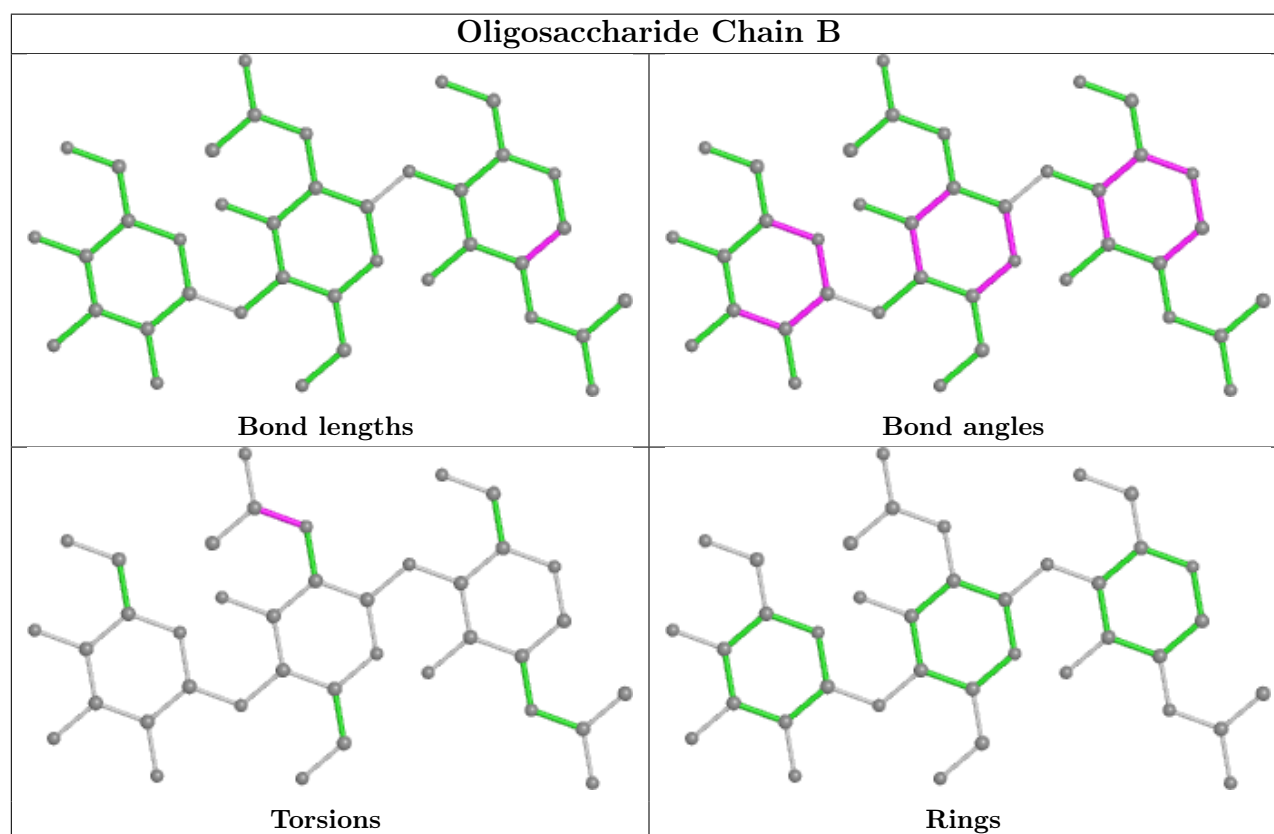 Oligosaccharide Chain B
Bond lengths
Bond angles
Torsions
Rings